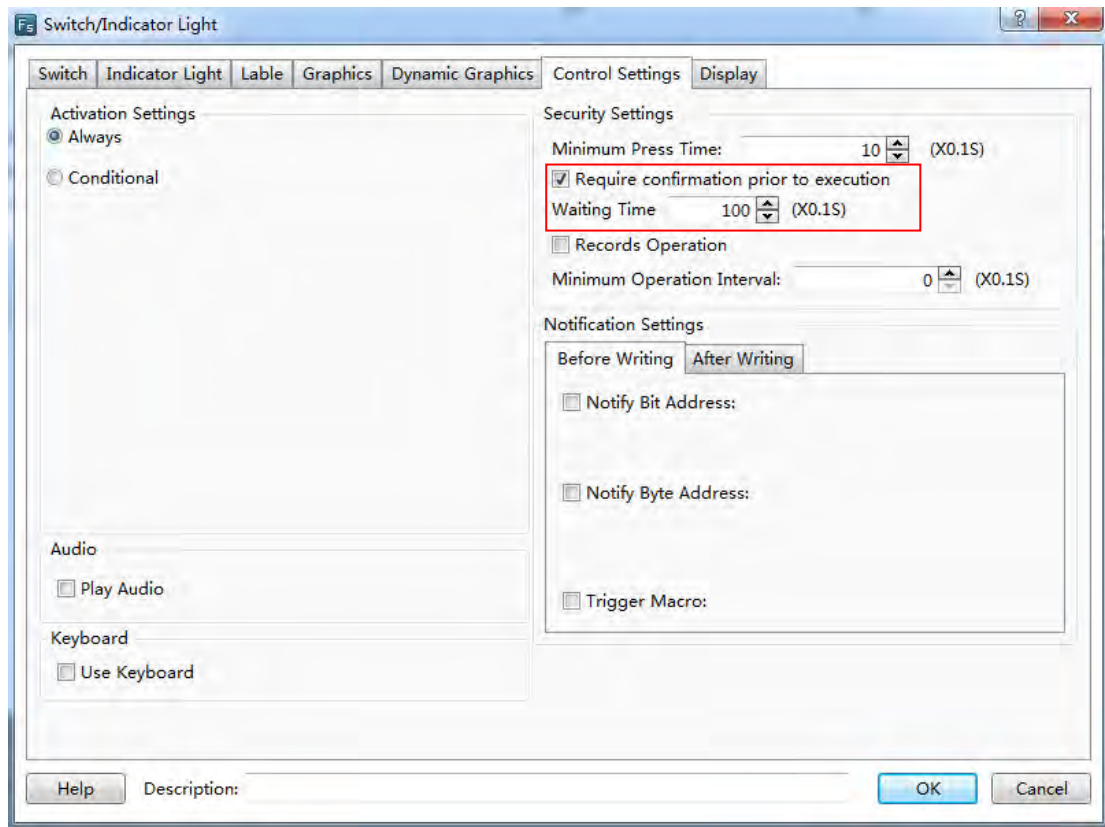 Fs Switch/Indicator Light
Switch Indicator Light Lable Graphics Dynamic Graphics Control Settings Display
Activation Settings
Always
Conditional
Audio
Play Audio
Keyboard
Use Keyboard
Security Settings
Minimum Press Time: 10 (X0.1S)
Require confirmation prior to execution
Waiting Time 100 (X0.1S)
Records Operation
Minimum Operation Interval: 0 (X0.1S)
Notification Settings
Before Writing After Writing
Notify Bit Address:
Notify Byte Address:
Trigger Macro:
Help Description: OK Cancel